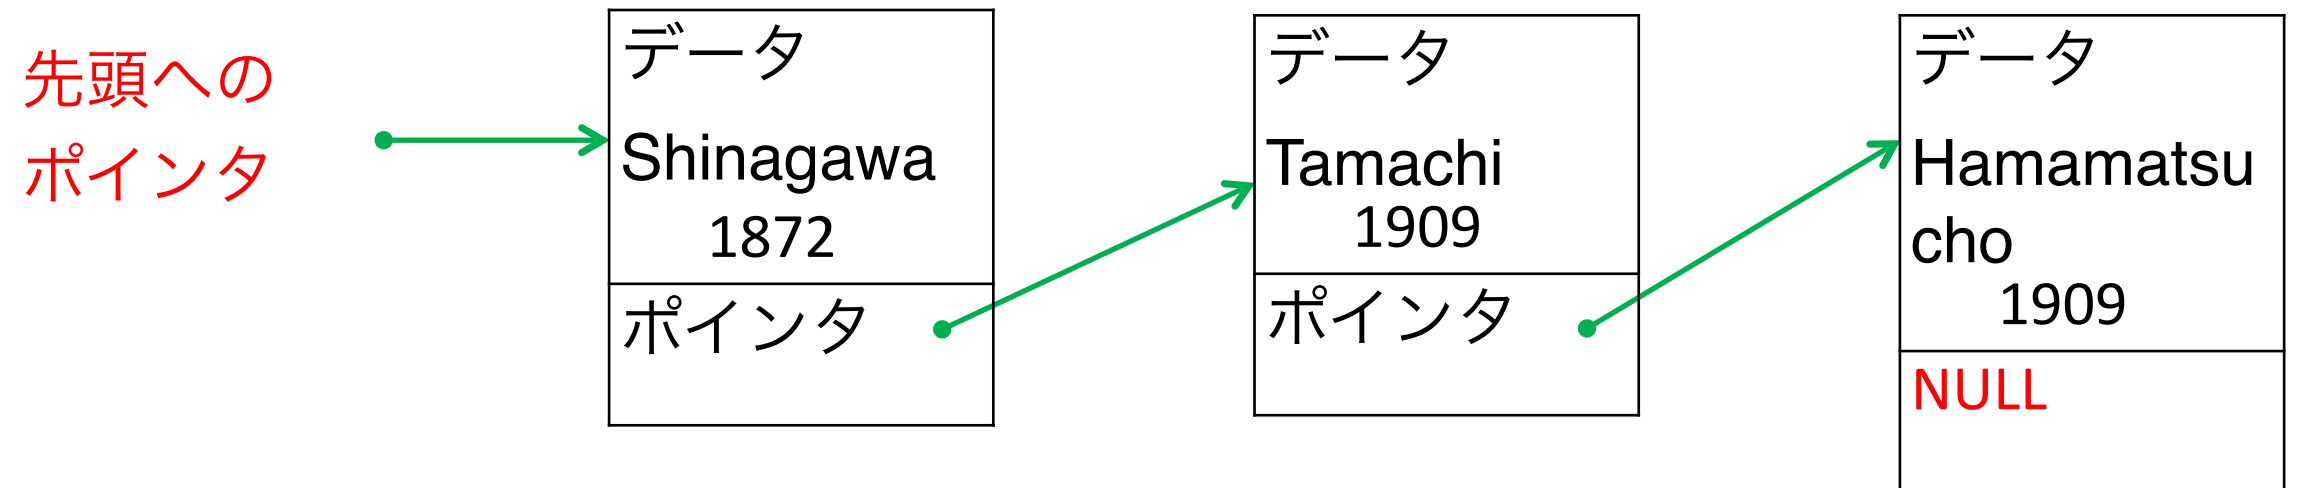 先頭への
ポインタ
データ
Shinagawa
1872
ポインタ
データ
Tamachi
1909
ポインタ
データ
Hamamatsu
cho
1909
NULL